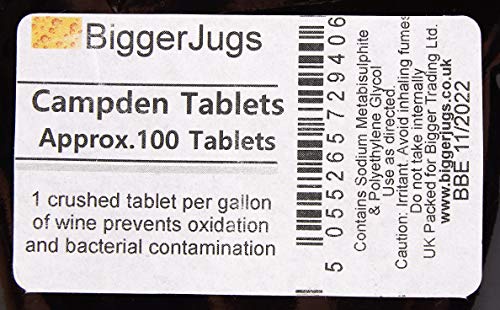 BiggerJugs
Campden Tablets
Approx.100 Tablets
1 crushed tablet per gallon
of wine prevents oxidation
and bacterial contamination
5 055265 729406
Contains Sodium Metabisulphite
& Polyethylene Glycol
Use as directed.
Caution: Irritant. Avoid inhaling fumes
Do not take internally
UK Packed for Bigger Trading Ltd.
www.biggerjugs.co.uk
BBE 11/2022